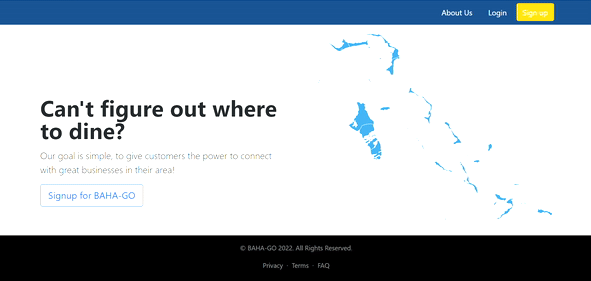 About Us Login Sign up
Can't figure out where
to dine?
Our goal is simple, to give customers the power to connect
with great businesses in their area!
Signup for BAHA-GO
© BAHA-GO 2022. All Rights Reserved.
Privacy · Terms · FAQ